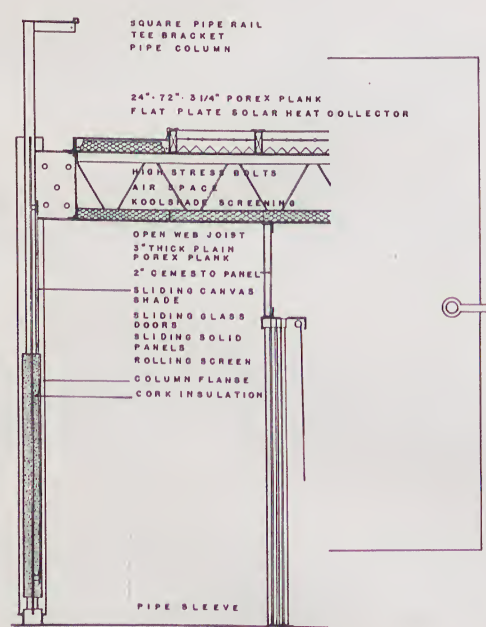 SQUARE PIPE RAIL
TEE BRACKET
PIPE COLUMN
24"·72"·3 1/4" POREX PLANK
FLAT PLATE SOLAR HEAT COLLECTOR
HIGH STRESS BOLTS
AIR SPACE
KOOLSHADE SCREENING
OPEN WEB JOIST
3" THICK PLAIN
POREX PLANK
2" CEMESTO PANEL
SLIDING CANVAS
SHADE
SLIDING GLASS
DOORS
SLIDING SOLID
PANELS
ROLLING SCREEN
COLUMN FLANGE
CORK INSULATION
PIPE SLEEVE